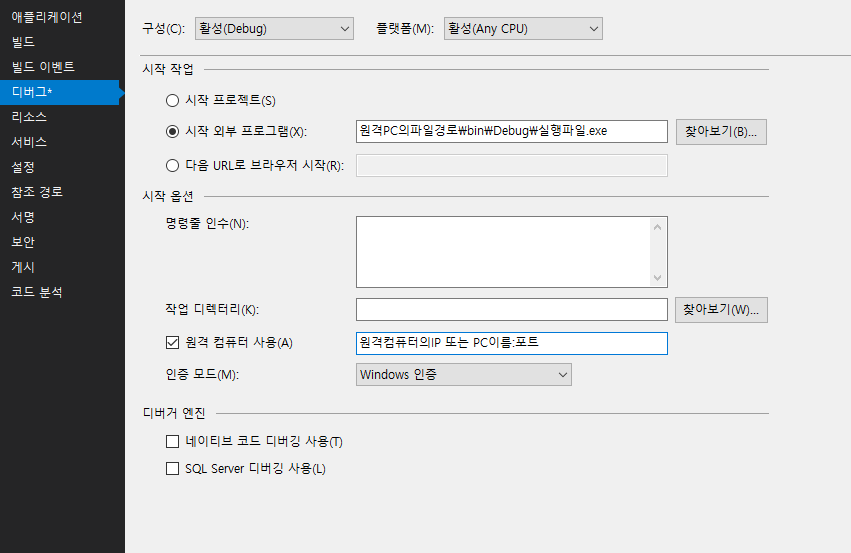 애플리케이션
빌드
빌드 이벤트
디버그*
리소스
서비스
설정
참조 경로
서명
보안
게시
코드 분석
구성(C): 활성(Debug) 플랫폼(M): 활성(Any CPU)
시작 작업
시작 프로젝트(S)
시작 외부 프로그램(X): 원격PC의파일경로₩bin₩Debug₩실행파일.exe 찾아보기(B)...
다음 URL로 브라우저 시작(R):
시작 옵션
명령줄 인수(N):
작업 디렉터리(K): 찾아보기(W)...
원격 컴퓨터 사용(A) 원격컴퓨터의IP 또는 PC이름:포트
인증 모드(M): Windows 인증
디버거 엔진
네이티브 코드 디버깅 사용(T)
SQL Server 디버깅 사용(L)